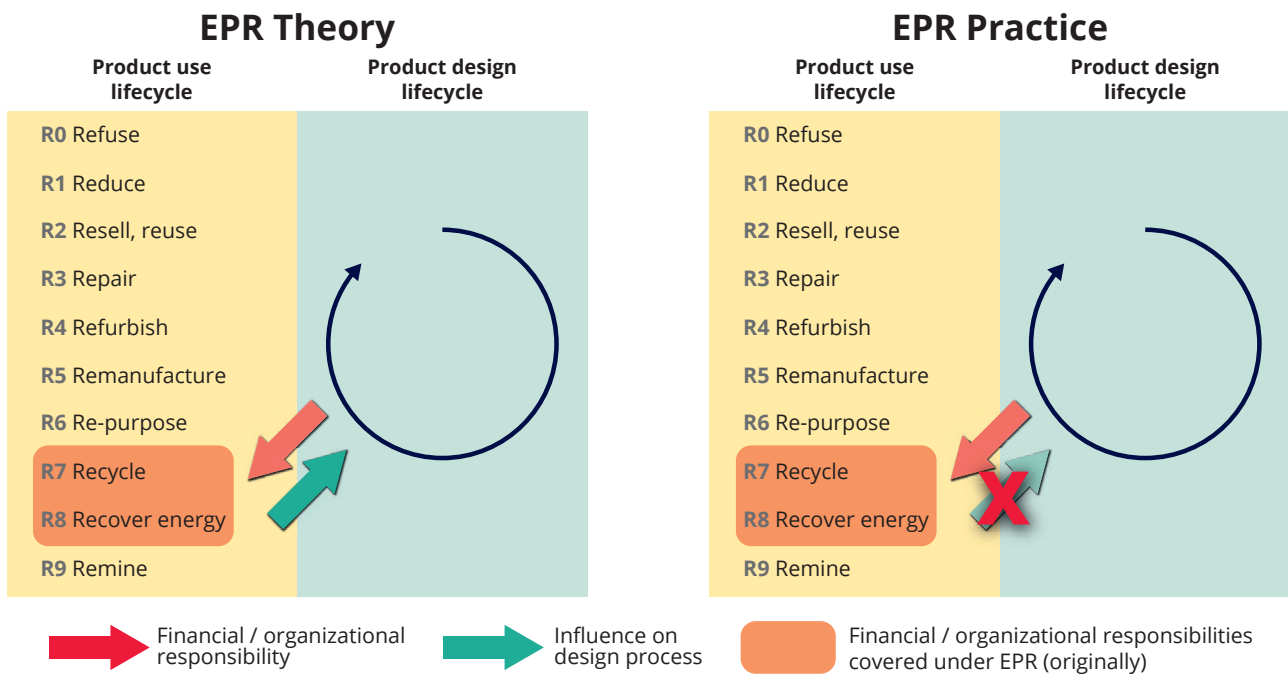 EPR Theory
Product use
lifecycle
Product design
lifecycle
R0 Refuse
R1 Reduce
R2 Resell, reuse
R3 Repair
R4 Refurbish
R5 Remanufacture
R6 Re-purpose
R7 Recycle
R8 Recover energy
R9 Remine
EPR Practice
Product use
lifecycle
Product design
lifecycle
R0 Refuse
R1 Reduce
R2 Resell, reuse
R3 Repair
R4 Refurbish
R5 Remanufacture
R6 Re-purpose
R7 Recycle
R8 Recover energy
R9 Remine
X
Financial / organizational
responsibility
Influence on
design process
Financial / organizational responsibilities
covered under EPR (originally)